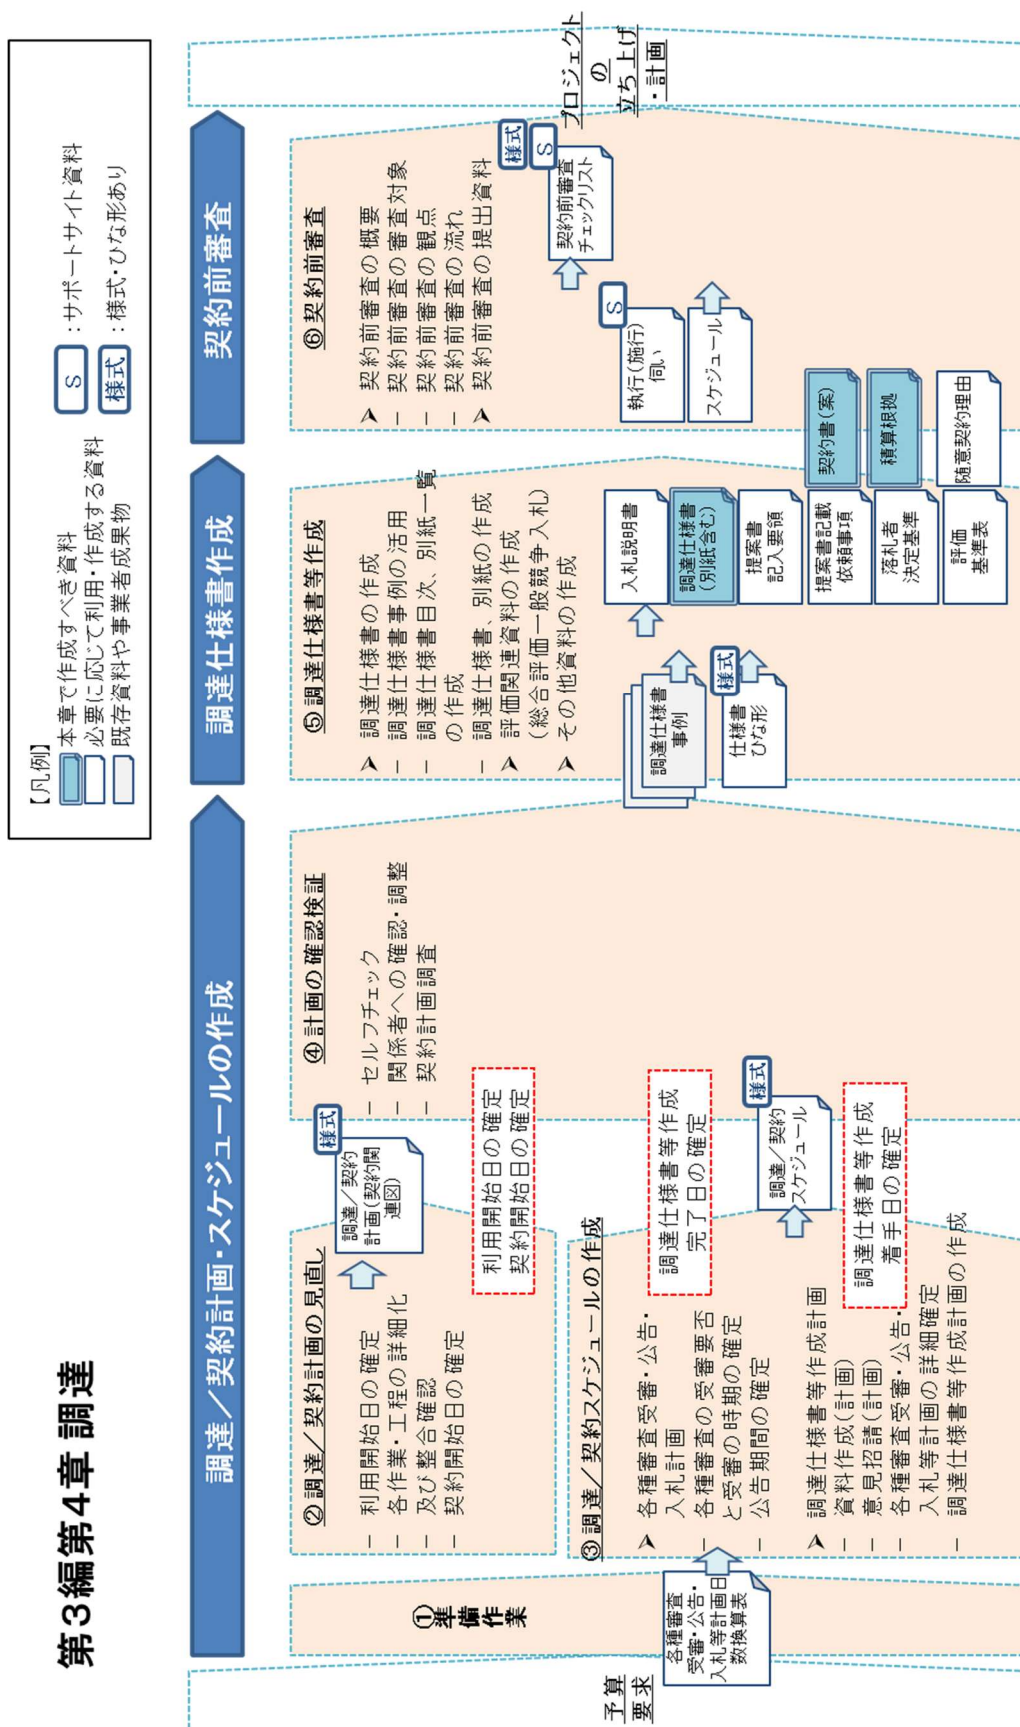 第3編第4章 調達
【凡例】
本章で作成すべき資料
必要に応じて利用・作成する資料
既存資料や事業者成果物
S
：サポートサイト資料
様式
：様式・ひな形あり
調達／契約計画・スケジュールの作成
調達仕様書作成
契約前審査
予算
要求
①準備作業
各種審査
受審・公告・
入札等計画日
数換算表
②調達／契約計画の見直し
－ 利用開始日の確定
－ 各作業・工程の詳細化
及び整合確認
－ 契約開始日の確定
様式
調達／契約
計画（契約関
連図）
利用開始日の確定
契約開始日の確定
③調達／契約スケジュールの作成
➢ 各種審査受審・公告・
入札計画
－ 各種審査の受審要否
と受審の時期の確定
－ 公告期間の確定
調達仕様書等作成
完了日の確定
➢ 調達仕様書等作成計画
－ 資料作成（計画）
－ 意見招請（計画）
－ 各種審査受審・公告・
入札等計画の詳細確定
－ 調達仕様書等作成計画の作成
様式
調達／契約
スケジュール
調達仕様書等作成
着手日の確定
④計画の確認検証
－ セルフチェック
－ 関係者への確認・調整
－ 契約計画調査
⑤調達仕様書等作成
➢ 調達仕様書の作成
－ 調達仕様書事例の活用
－ 調達仕様書目次、別紙一覧
の作成
－ 調達仕様書、別紙の作成
➢ 評価関連資料の作成
（総合評価一般競争入札）
➢ その他資料の作成
調達仕様書
事例
様式
仕様書
ひな形
入札説明書
調達仕様書
（別紙含む）
提案書
記入要領
提案書記載
依頼事項
落札者
決定基準
評価
基準表
契約書（案）
積算根拠
随意契約理由
⑥契約前審査
➢ 契約前審査の概要
－ 契約前審査の審査対象
－ 契約前審査の観点
－ 契約前審査の流れ
➢ 契約前審査の提出資料
S
執行（施行）
伺い
スケジュール
様式
S
契約前審査
チェックリスト
プロジェクト
の
立ち上げ
・計画